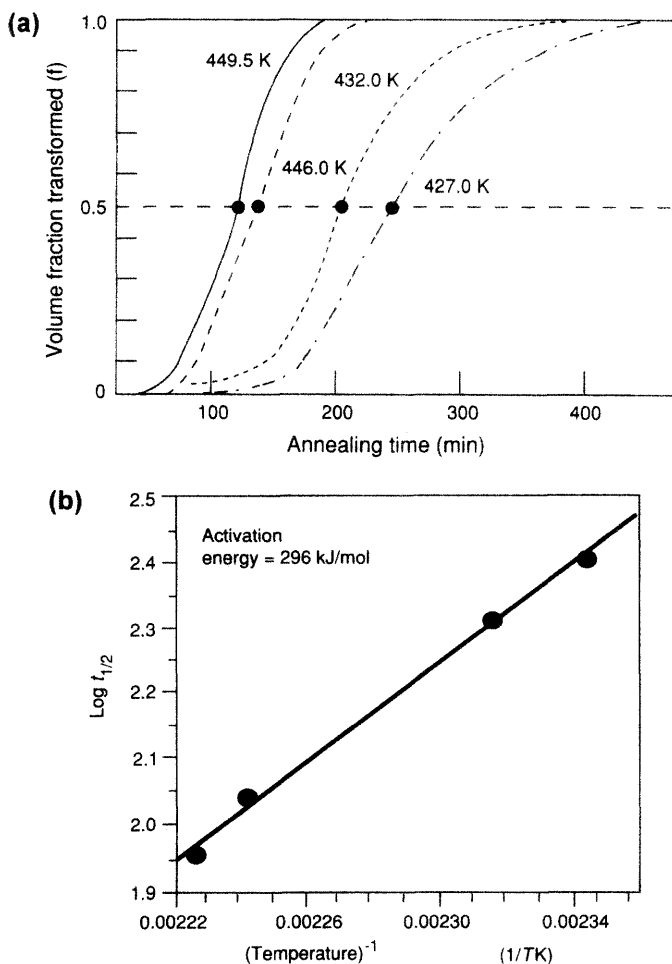 (a)
1.0
449.5 K
432.0 K
446.0 K
427.0 K
0.5
0
Volume fraction transformed (f)
100 200 300 400
Annealing time (min)
(b)
2.5
Activation
energy = 296 kJ/mol
2.4
2.3
2.2
2.1
2.0
1.9
Log t1/2
0.00222 0.00226 0.00230 0.00234
(Temperature)-1 (1/TK)